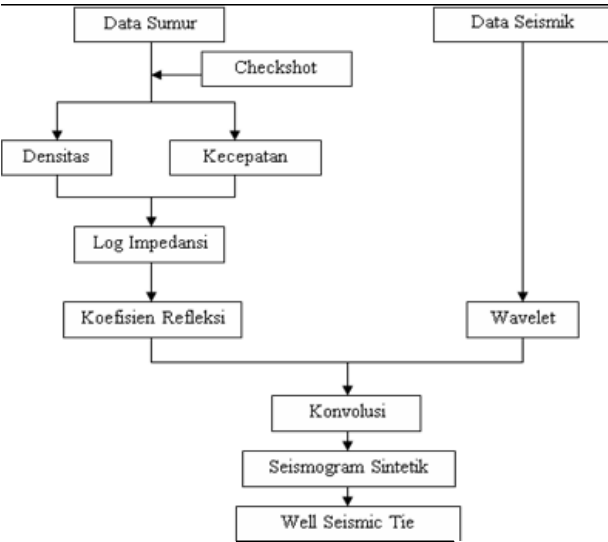 Data Sumur
Data Seismik
Checkshot
Densitas
Kecepatan
Log Impedansi
Koefisien Refleksi
Wavelet
Konvolusi
Seismogram Sintetik
Well Seismic Tie